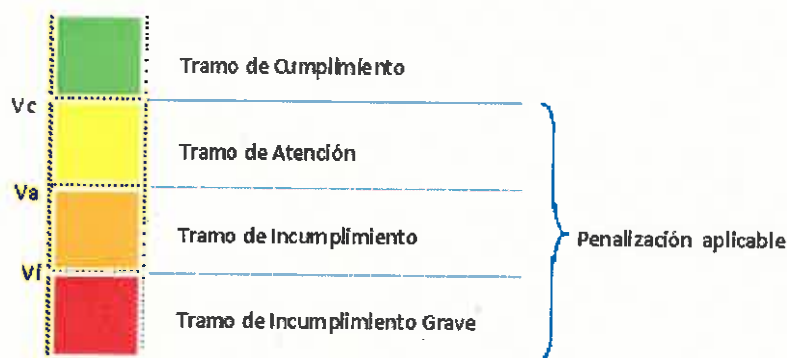 Tramo de Cumplimiento
Vc
Tramo de Atención
Va
Tramo de Incumplimiento
Penalización aplicable
Vi
Tramo de Incumplimiento Grave